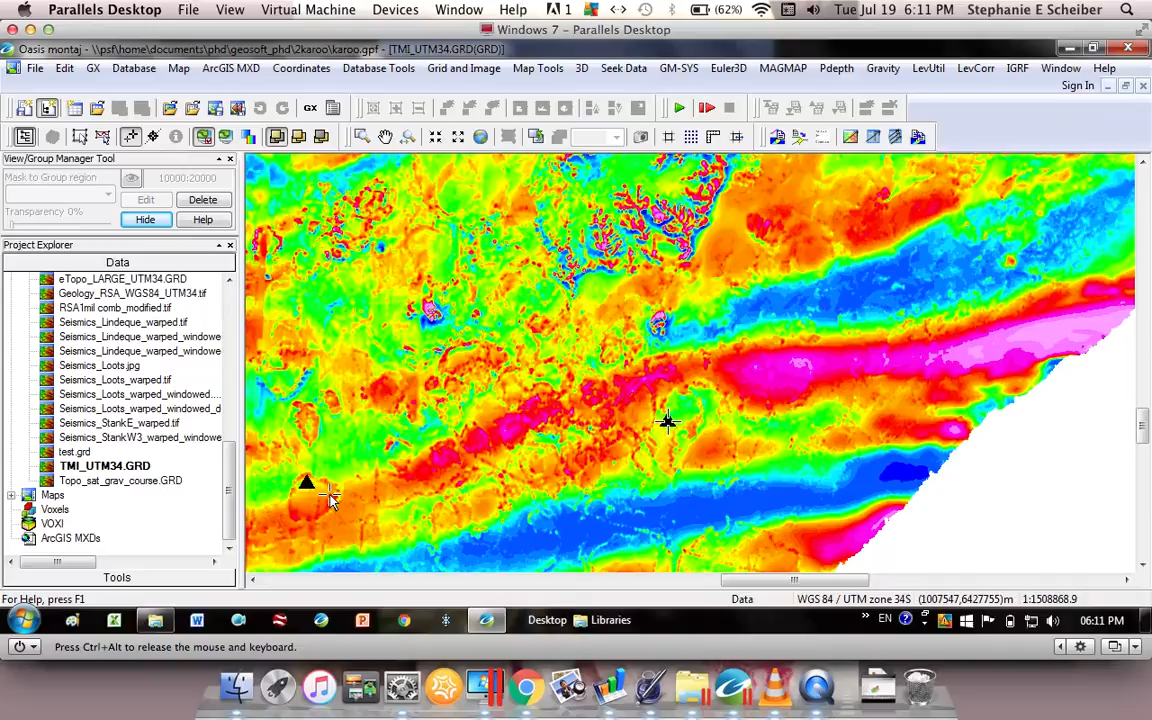 Parallels Desktop File View Virtual Machine Devices Window Help 1 (62%) Tue Jul 19 6:11 PM Stephanie E Scheiber
Windows 7 - Parallels Desktop
Oasis montaj - \\psf\home\documents\phd\geosoft_phd\2karoo\karoo.gpf - [TMI_UTM34.GRD(GRD)]
File Edit GX Database Map ArcGIS MXD Coordinates Database Tools Grid and Image Map Tools 3D Seek Data GM-SYS Euler3D MAGMAP Pdepth Gravity LevUtil LevCorr IGRF Window Help
Sign In
GX
View/Group Manager Tool
Mask to Group region 10000:20000
Edit Delete
Transparency 0%
Hide Help
Project Explorer
Data
eTopo_LARGE_UTM34.GRD
Geology_RSA_WGS84_UTM34.tif
RSA1mil comb_modified.tif
Seismics_Lindeque_warped.tif
Seismics_Lindeque_warped_windowe
Seismics_Lindeque_warped_windowe
Seismics_Loots.jpg
Seismics_Loots_warped.tif
Seismics_Loots_warped_windowed....
Seismics_Loots_warped_windowed_d
Seismics_StankE_warped.tif
Seismics_StankW3_warped_windowe
test.grd
TMI_UTM34.GRD
Topo_sat_grav_course.GRD
Maps
Voxels
VOXI
ArcGIS MXDs
Tools
For Help, press F1 Data WGS 84 / UTM zone 34S (1007547,6427755)m 1:1508868.9
Desktop Libraries EN 06:11 PM
Press Ctrl+Alt to release the mouse and keyboard.